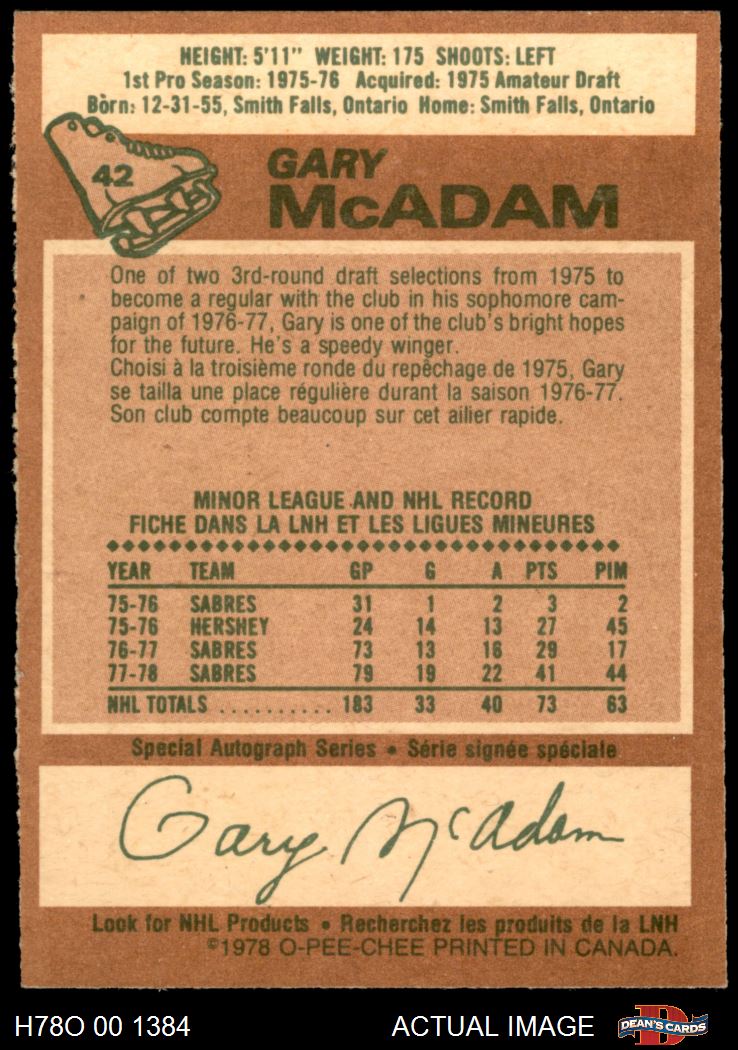 HEIGHT: 5'11" WEIGHT: 175 SHOOTS: LEFT
1st Pro Season: 1975-76 Acquired: 1975 Amateur Draft
Born: 12-31-55, Smith Falls, Ontario Home: Smith Falls, Ontario
42
GARY
McADAM
One of two 3rd-round draft selections from 1975 to
become a regular with the club in his sophomore cam-
paign of 1976-77, Gary is one of the club's bright hopes
for the future. He's a speedy winger.
Choisi à la troisième ronde du repêchage de 1975, Gary
se tailla une place régulière durant la saison 1976-77.
Son club compte beaucoup sur cet ailier rapide.
MINOR LEAGUE AND NHL RECORD
FICHE DANS LA LNH ET LES LIGUES MINEURES
YEAR TEAM GP G A PTS PIM
75-76 SABRES 31 1 2 3 2
75-76 HERSHEY 24 14 13 27 45
76-77 SABRES 73 13 16 29 17
77-78 SABRES 79 19 22 41 44
NHL TOTALS .......... 183 33 40 73 63
Special Autograph Series • Série signée spéciale
Gary McAdam
Look for NHL Products • Recherchez les produits de la LNH
©1978 O-PEE-CHEE PRINTED IN CANADA.
H78O 00 1384 ACTUAL IMAGE D DEAN'S CARDS